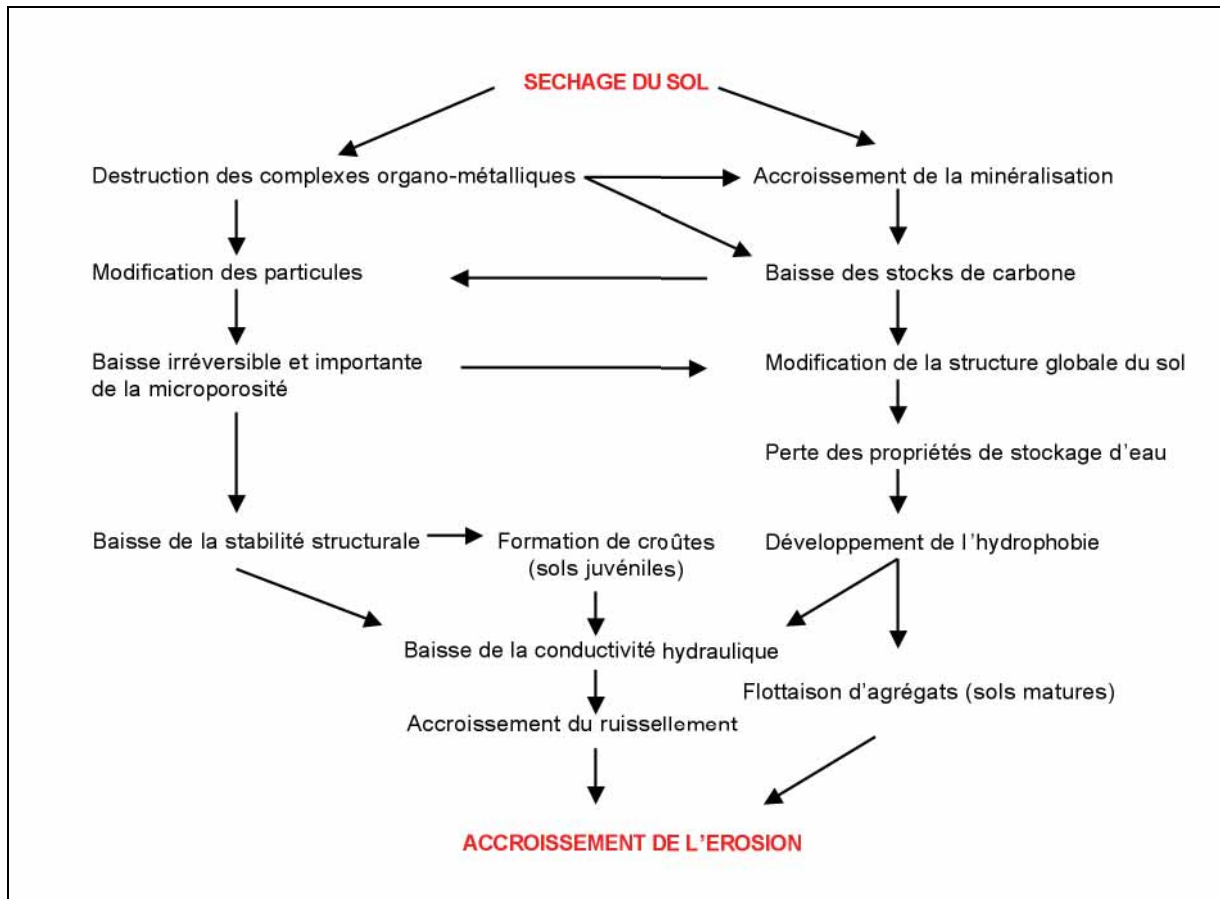 SECHAGE DU SOL
Destruction des complexes organo-métalliques
Accroissement de la minéralisation
Modification des particules
Baisse des stocks de carbone
Baisse irréversible et importante
de la microporosité
Modification de la structure globale du sol
Perte des propriétés de stockage d'eau
Baisse de la stabilité structurale
Formation de croûtes
(sols juvéniles)
Développement de l'hydrophobie
Baisse de la conductivité hydraulique
Flottaison d'agrégats (sols matures)
Accroissement du ruissellement
ACCROISSEMENT DE L'EROSION